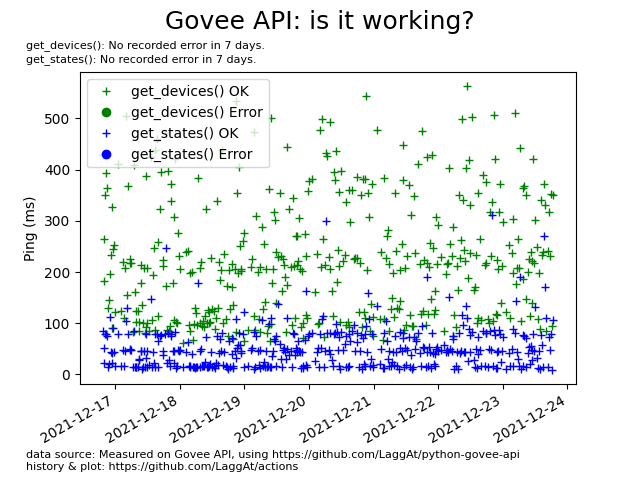 Govee API: is it working?
get_devices(): No recorded error in 7 days.
get_states(): No recorded error in 7 days.
get_devices() OK
get_devices() Error
get_states() OK
get_states() Error
Ping (ms)
500
400
300
200
100
0
2021-12-17
2021-12-18
2021-12-19
2021-12-20
2021-12-21
2021-12-22
2021-12-23
2021-12-24
data source: Measured on Govee API, using https://github.com/LaggAt/python-govee-api
history & plot: https://github.com/LaggAt/actions